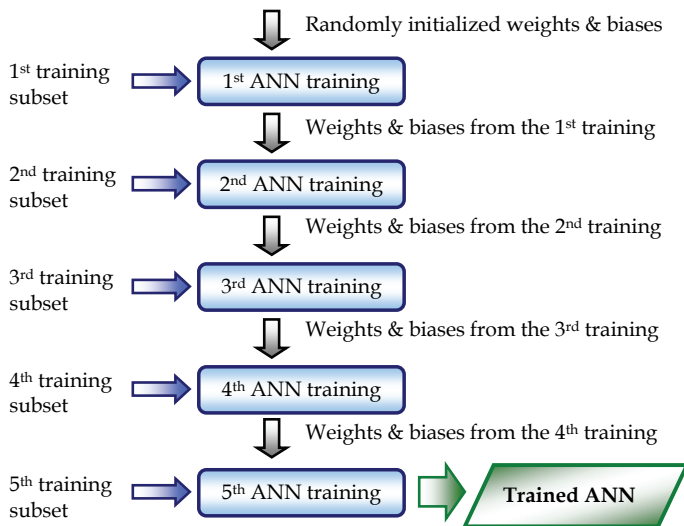 Randomly initialized weights & biases
1st training
subset
1st ANN training
Weights & biases from the 1st training
2nd training
subset
2nd ANN training
Weights & biases from the 2nd training
3rd training
subset
3rd ANN training
Weights & biases from the 3rd training
4th training
subset
4th ANN training
Weights & biases from the 4th training
5th training
subset
5th ANN training
Trained ANN